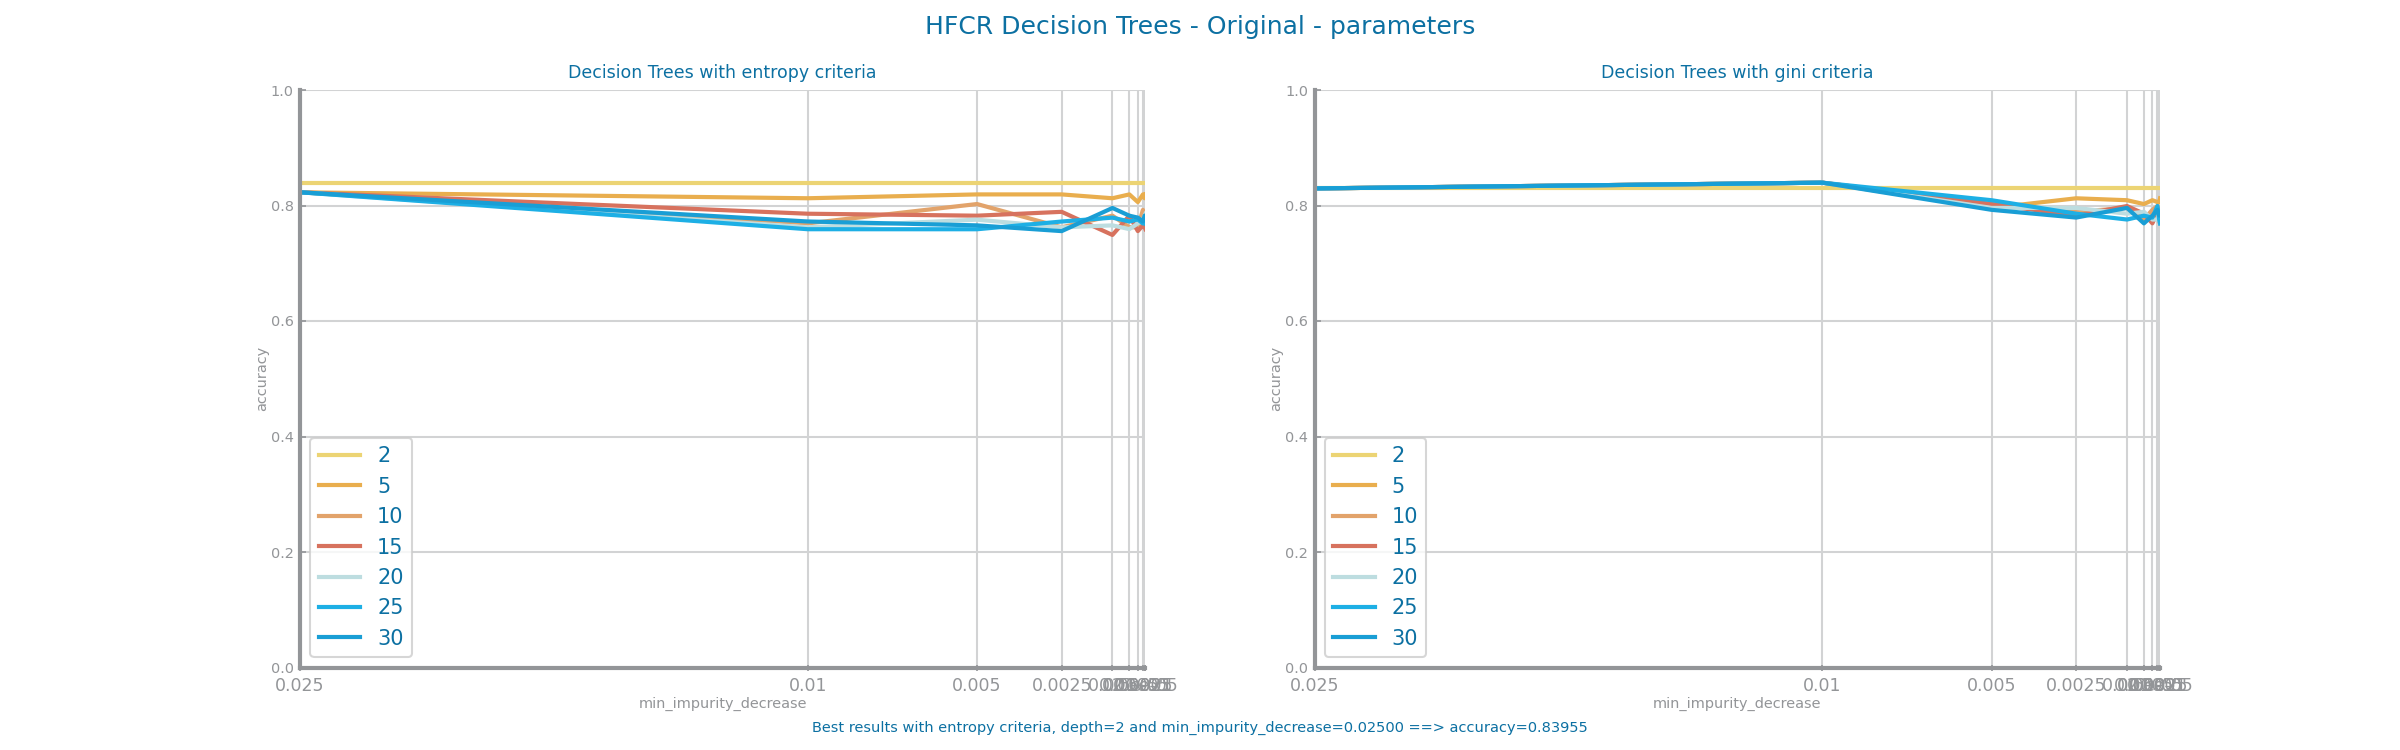 HFCR Decision Trees - Original - parameters
Decision Trees with entropy criteria
1.0
0.8
0.6
0.4
0.2
0.0
accuracy
2
5
10
15
20
25
30
0.025 0.01 0.005 0.0025
min_impurity_decrease
Decision Trees with gini criteria
1.0
0.8
0.6
0.4
0.2
0.0
accuracy
2
5
10
15
20
25
30
0.025 0.01 0.005 0.0025
min_impurity_decrease
Best results with entropy criteria, depth=2 and min_impurity_decrease=0.02500 ==> accuracy=0.83955